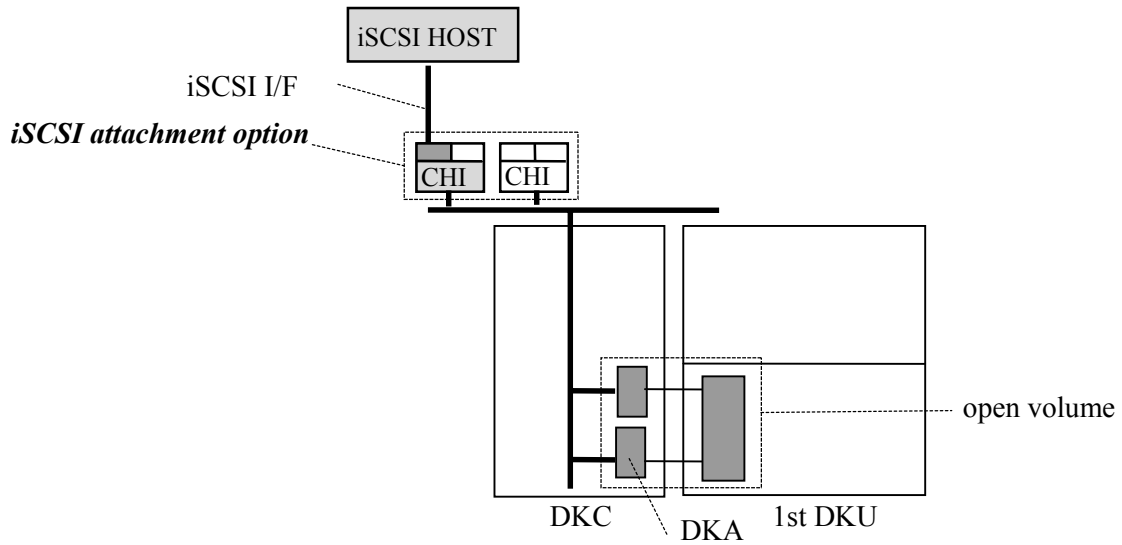 iSCSI HOST
iSCSI I/F
iSCSI attachment option
CHI
CHI
open volume
DKC
DKA
1st DKU